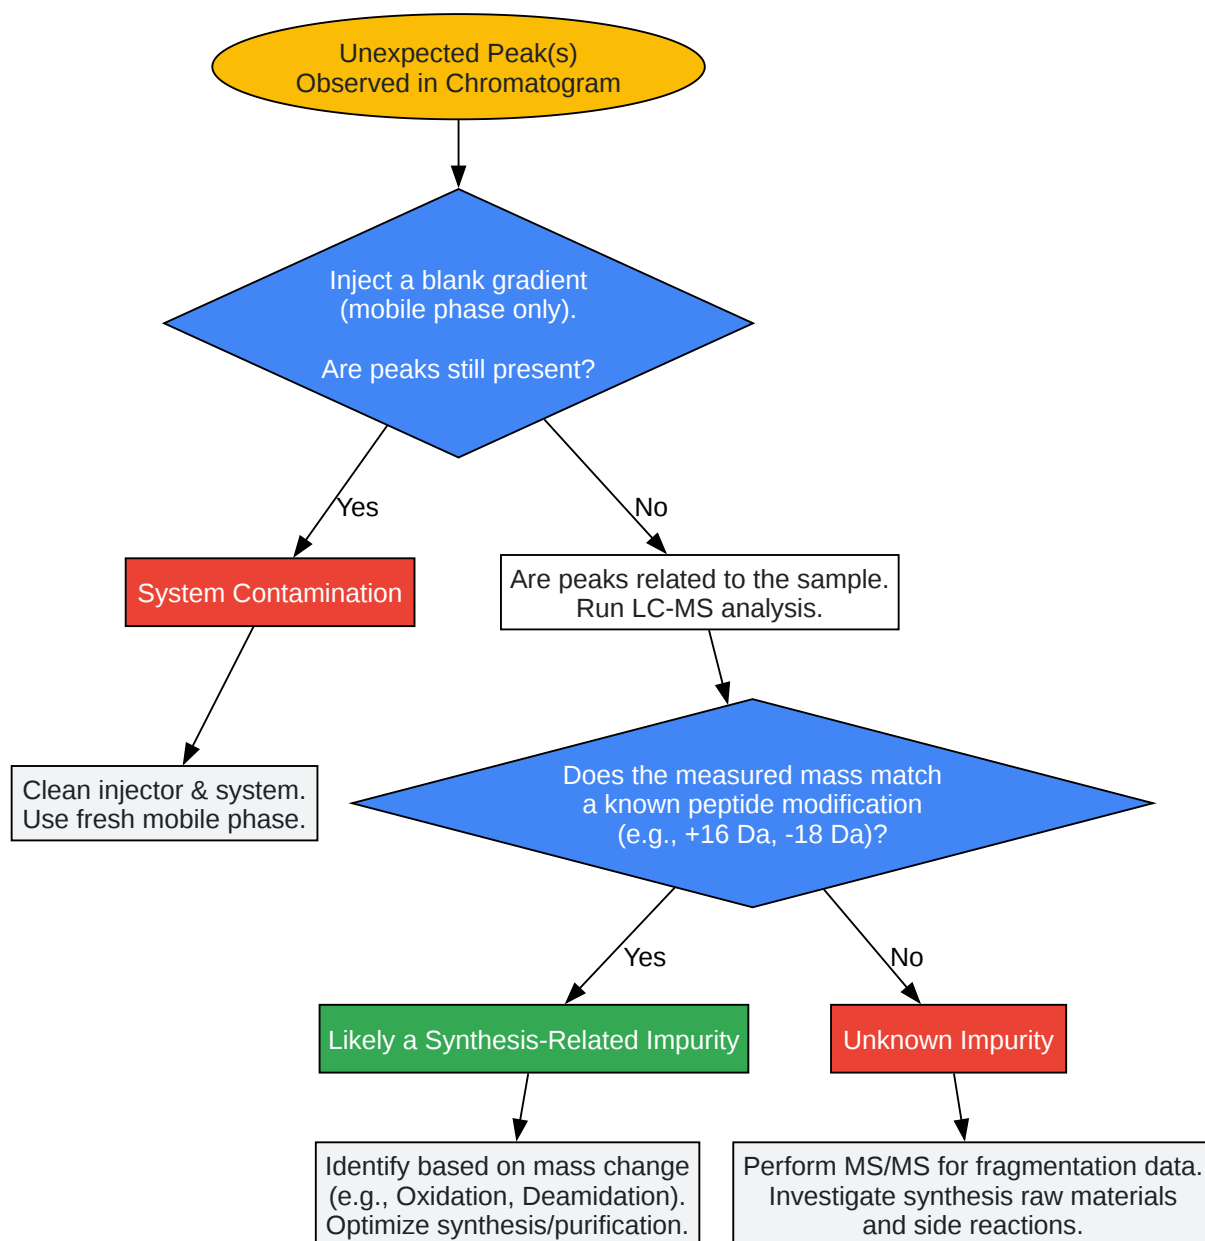 Unexpected Peak(s)
Observed in Chromatogram
Inject a blank gradient
(mobile phase only).
Are peaks still present?
Yes
No
System Contamination
Are peaks related to the sample.
Run LC-MS analysis.
Clean injector & system.
Use fresh mobile phase.
Does the measured mass match
a known peptide modification
(e.g., +16 Da, -18 Da)?
Yes
No
Likely a Synthesis-Related Impurity
Unknown Impurity
Identify based on mass change
(e.g., Oxidation, Deamidation).
Optimize synthesis/purification.
Perform MS/MS for fragmentation data.
Investigate synthesis raw materials
and side reactions.